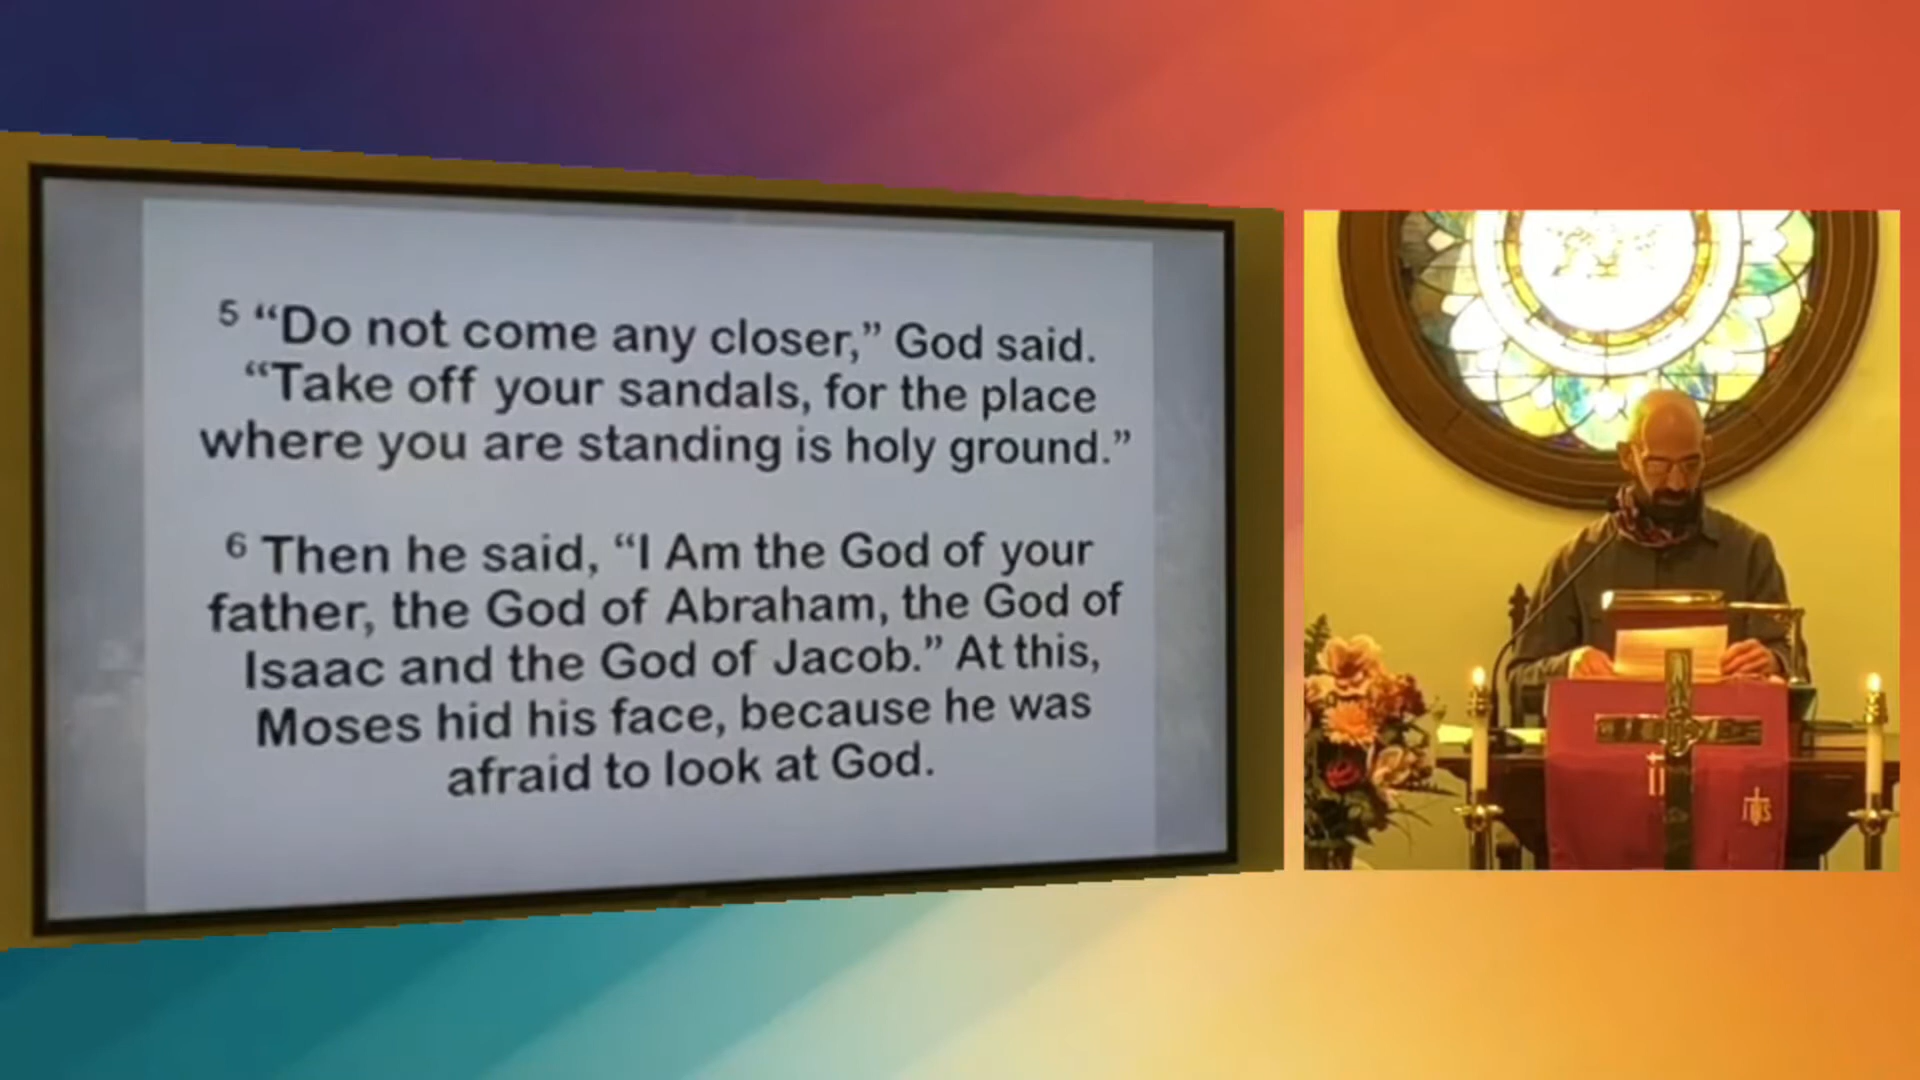 5 “Do not come any closer,” God said.
“Take off your sandals, for the place
where you are standing is holy ground.”
6 Then he said, “I Am the God of your
father, the God of Abraham, the God of
Isaac and the God of Jacob.” At this,
Moses hid his face, because he was
afraid to look at God.
IHS